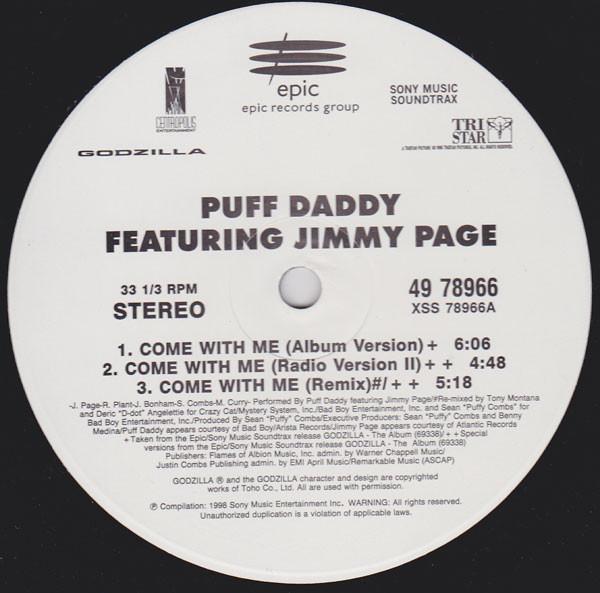 epic
epic records group
CENTROPOLIS
ENTERTAINMENT
SONY MUSIC
SOUNDTRAX
GODZILLA
TRI
STAR
PUFF DADDY
FEATURING JIMMY PAGE
33 1/3 RPM
STEREO
49 78966
XSS 78966A
1. COME WITH ME (Album Version) + 6:06
2. COME WITH ME (Radio Version II) + + 4:48
3. COME WITH ME (Remix)#/ + + 5:18
-J. Page-R. Plant-J. Bonham-S. Combs-M. Curry- Performed By Puff Daddy featuring Jimmy Page/#Re-mixed by Tony Montana
and Deric "D-dot" Angelettie for Crazy Cat/Mystery System, Inc./Bad Boy Entertainment, Inc. and Sean "Puffy Combs" for
Bad Boy Entertainment, Inc./Produced By Sean "Puffy" Combs/Executive Producers: Sean "Puffy" Combs and Benny
Medina/Puff Daddy appears courtesy of Bad Boy/Arista Records/Jimmy Page appears courtesy of Atlantic Records
+ Taken from the Epic/Sony Music Soundtrax release GODZILLA - The Album (69338)/ + + Special
versions from the Epic/Sony Music Soundtrax release GODZILLA - The Album (69338)
Publishers: Flames of Albion Music, Inc. admin. by Warner Chappell Music/
Justin Combs Publishing admin. by EMI April Music/Remarkable Music (ASCAP)
GODZILLA ® and the GODZILLA character and design are copyrighted
works of Toho Co., Ltd. All are used with permission.
℗ Compilation: 1998 Sony Music Entertainment Inc. WARNING: All rights reserved.
Unauthorized duplication is a violation of applicable laws.